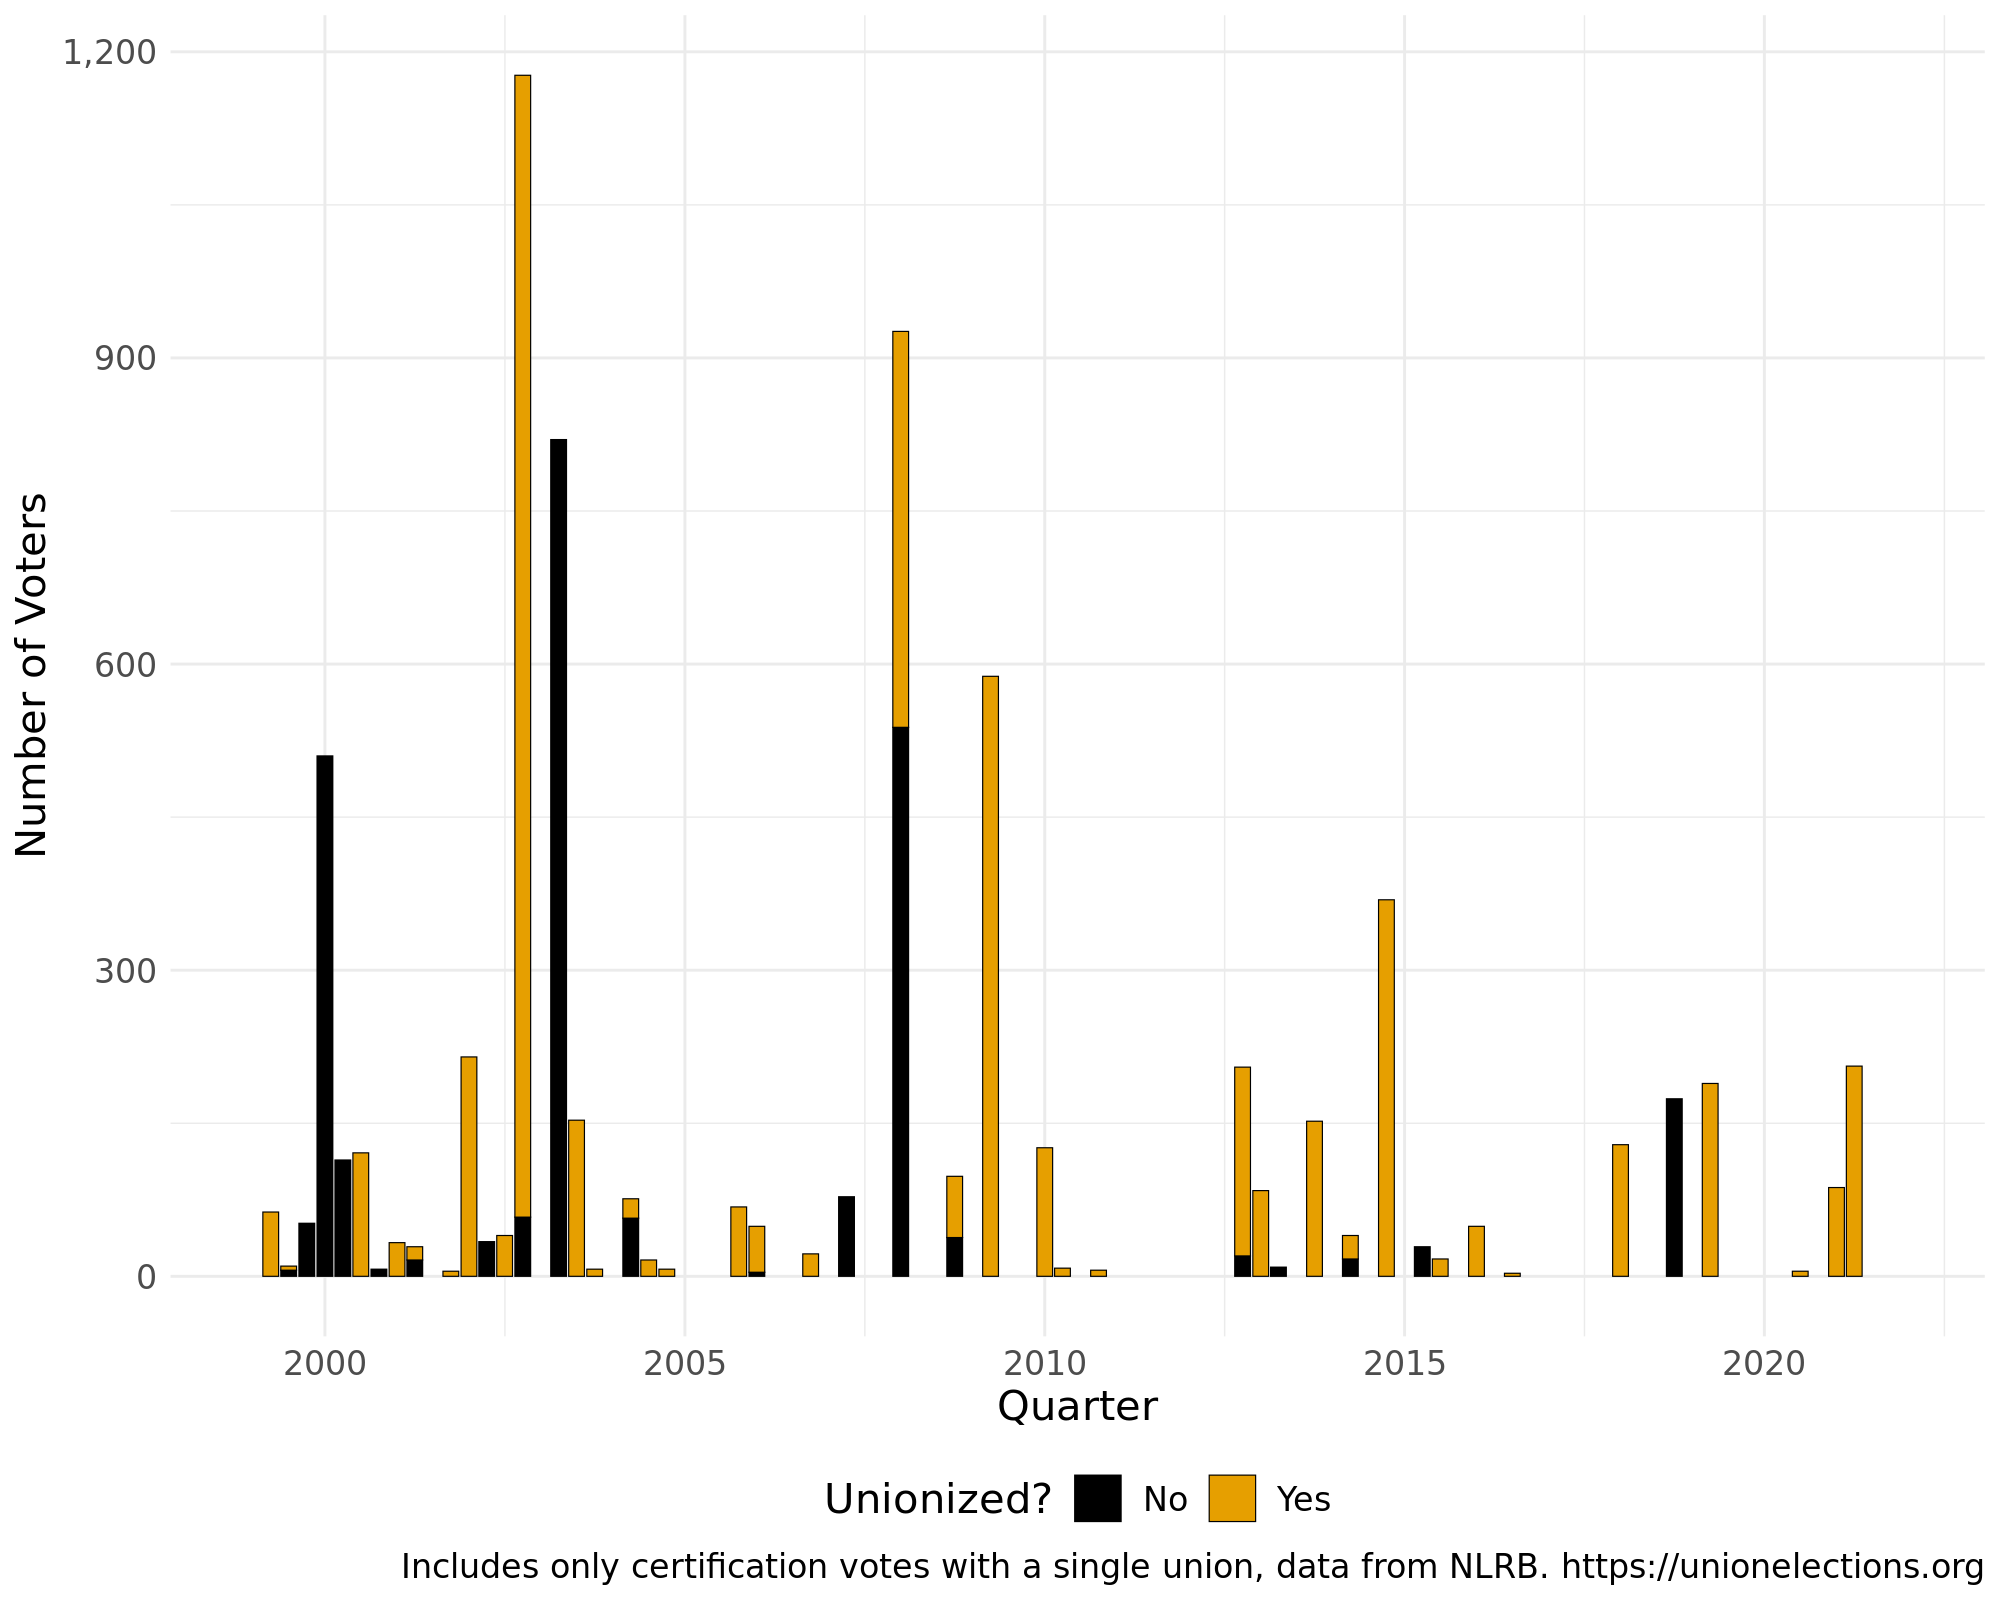 1,200
900
600
300
0
Number of Voters
2000 2005 2010 2015 2020
Quarter
Unionized? No Yes
Includes only certification votes with a single union, data from NLRB. https://unionelections.org